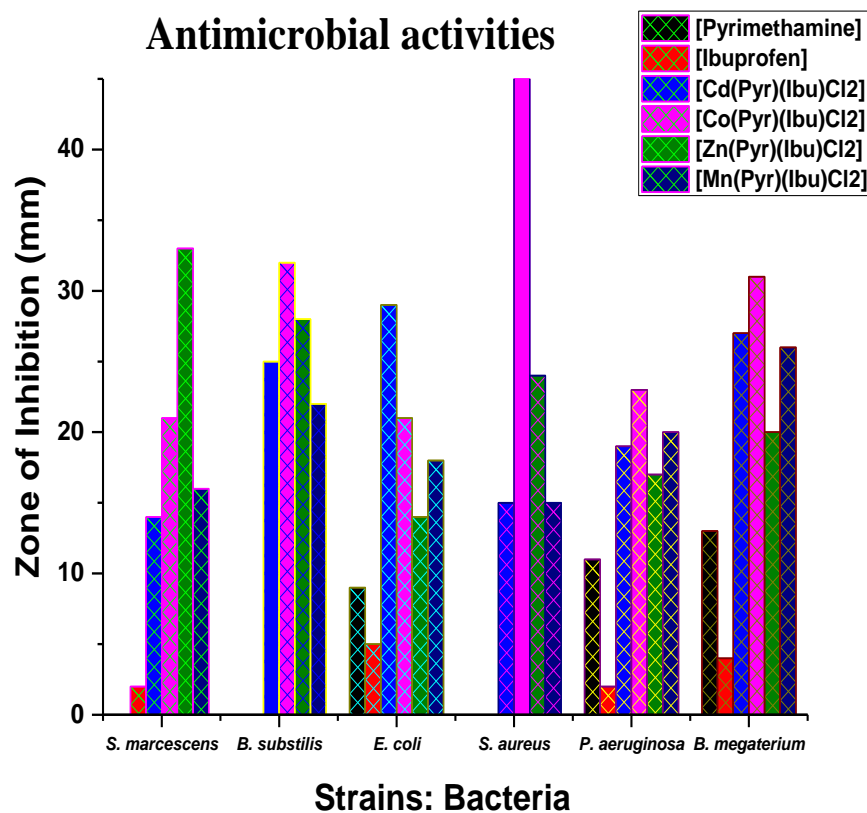 Antimicrobial activities
[Pyrimethamine]
[Ibuprofen]
[Cd(Pyr)(Ibu)Cl2]
[Co(Pyr)(Ibu)Cl2]
[Zn(Pyr)(Ibu)Cl2]
[Mn(Pyr)(Ibu)Cl2]
Zone of Inhibition (mm)
40
30
20
10
0
S. marcescens B. substilis E. coli S. aureus P. aeruginosa B. megaterium
Strains: Bacteria